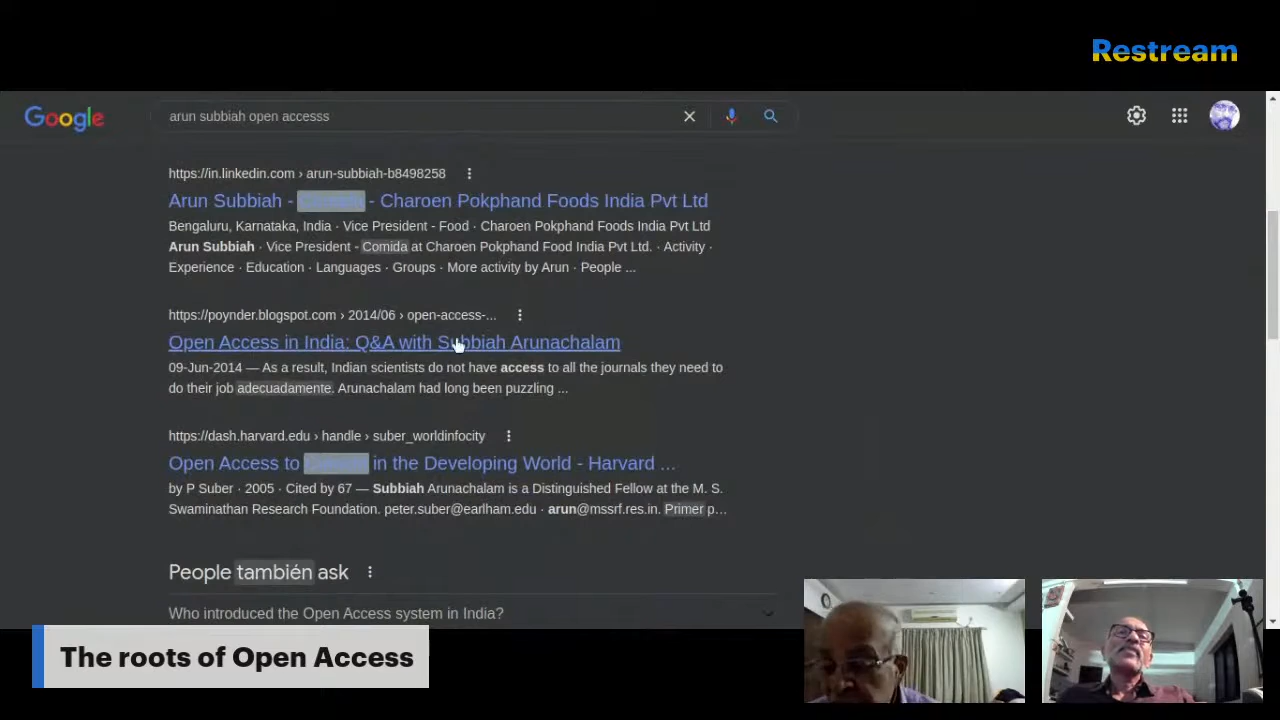 Restream
Google
arun subbiah open accesss
https://in.linkedin.com › arun-subbiah-b8498258
Arun Subbiah - - Charoen Pokphand Foods India Pvt Ltd
Bengaluru, Karnataka, India · Vice President - Food · Charoen Pokphand Foods India Pvt Ltd
Arun Subbiah · Vice President - Comida at Charoen Pokphand Food India Pvt Ltd. · Activity ·
Experience · Education · Languages · Groups · More activity by Arun · People ...
https://poynder.blogspot.com › 2014/06 › open-access-...
Open Access in India: Q&A with Subbiah Arunachalam
09-Jun-2014 — As a result, Indian scientists do not have access to all the journals they need to
do their job adecuadamente. Arunachalam had long been puzzling ...
https://dash.harvard.edu › handle › suber_worldinfocity
Open Access to in the Developing World - Harvard ...
by P Suber · 2005 · Cited by 67 — Subbiah Arunachalam is a Distinguished Fellow at the M. S.
Swaminathan Research Foundation. peter.suber@earlham.edu · arun@mssrf.res.in. Primer p...
People también ask
Who introduced the Open Access system in India?
The roots of Open Access